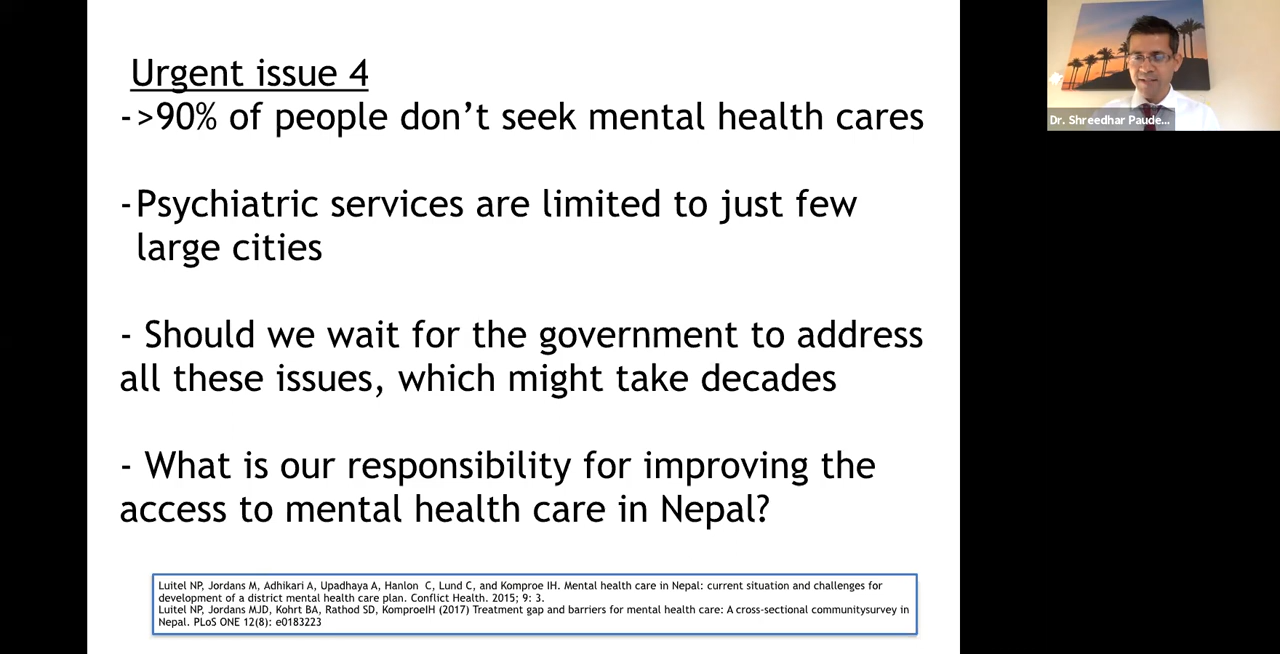 Urgent issue 4
->90% of people don’t seek mental health cares
-Psychiatric services are limited to just few
large cities
- Should we wait for the government to address
all these issues, which might take decades
- What is our responsibility for improving the
access to mental health care in Nepal?
Luitel NP, Jordans M, Adhikari A, Upadhaya A, Hanlon C, Lund C, and Komproe IH. Mental health care in Nepal: current situation and challenges for
development of a district mental health care plan. Conflict Health. 2015; 9: 3.
Luitel NP, Jordans MJD, Kohrt BA, Rathod SD, KomproeIH (2017) Treatment gap and barriers for mental health care: A cross-sectional communitysurvey in
Nepal. PLoS ONE 12(8): e0183223
Dr. Shreedhar Paude...